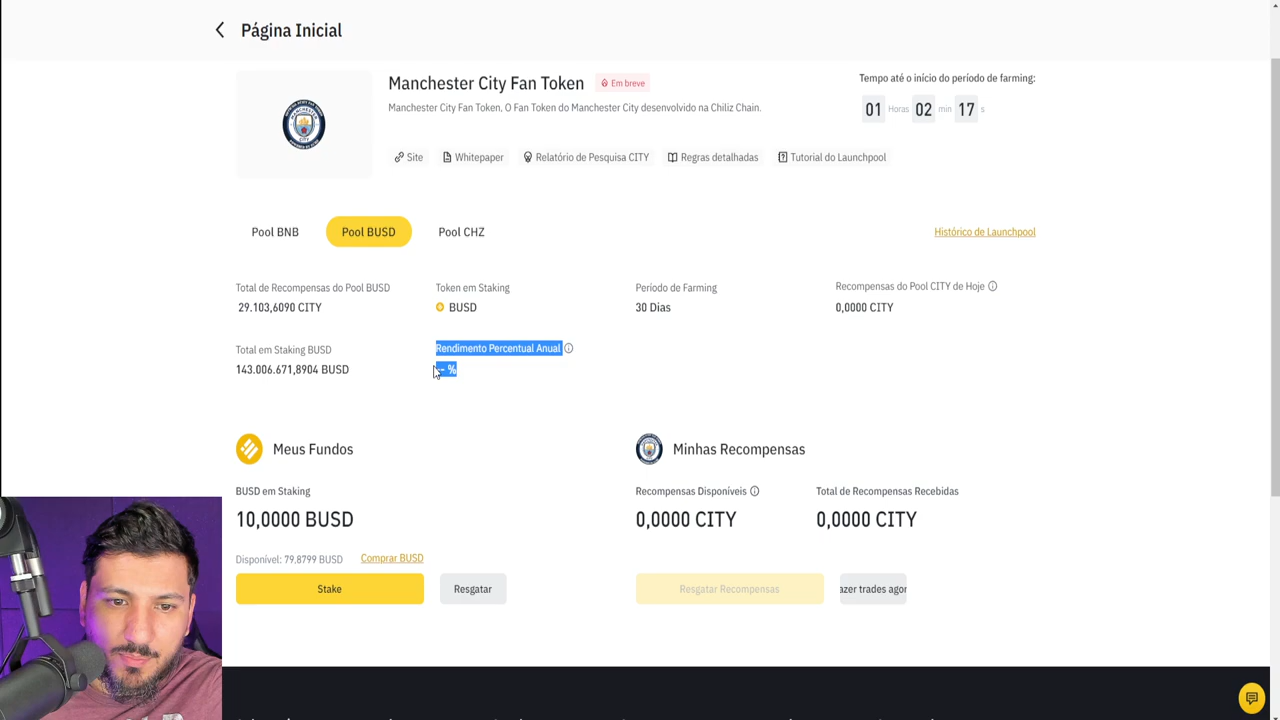 Página Inicial
Manchester City Fan Token
Em breve
Manchester City Fan Token, O Fan Token do Manchester City desenvolvido na Chiliz Chain.
Tempo até o início do período de farming:
01 Horas 02 min 17 s
Site
Whitepaper
Relatório de Pesquisa CITY
Regras detalhadas
Tutorial do Launchpool
Pool BNB
Pool BUSD
Pool CHZ
Histórico de Launchpool
Total de Recompensas do Pool BUSD
29.103,6090 CITY
Token em Staking
BUSD
Período de Farming
30 Dias
Recompensas do Pool CITY de Hoje
0,0000 CITY
Total em Staking BUSD
143.006.671,8904 BUSD
Rendimento Percentual Anual
-- %
Meus Fundos
BUSD em Staking
10,0000 BUSD
Disponível: 79,8799 BUSD
Comprar BUSD
Stake
Resgatar
Minhas Recompensas
Recompensas Disponíveis
0,0000 CITY
Total de Recompensas Recebidas
0,0000 CITY
Resgatar Recompensas
azer trades agor